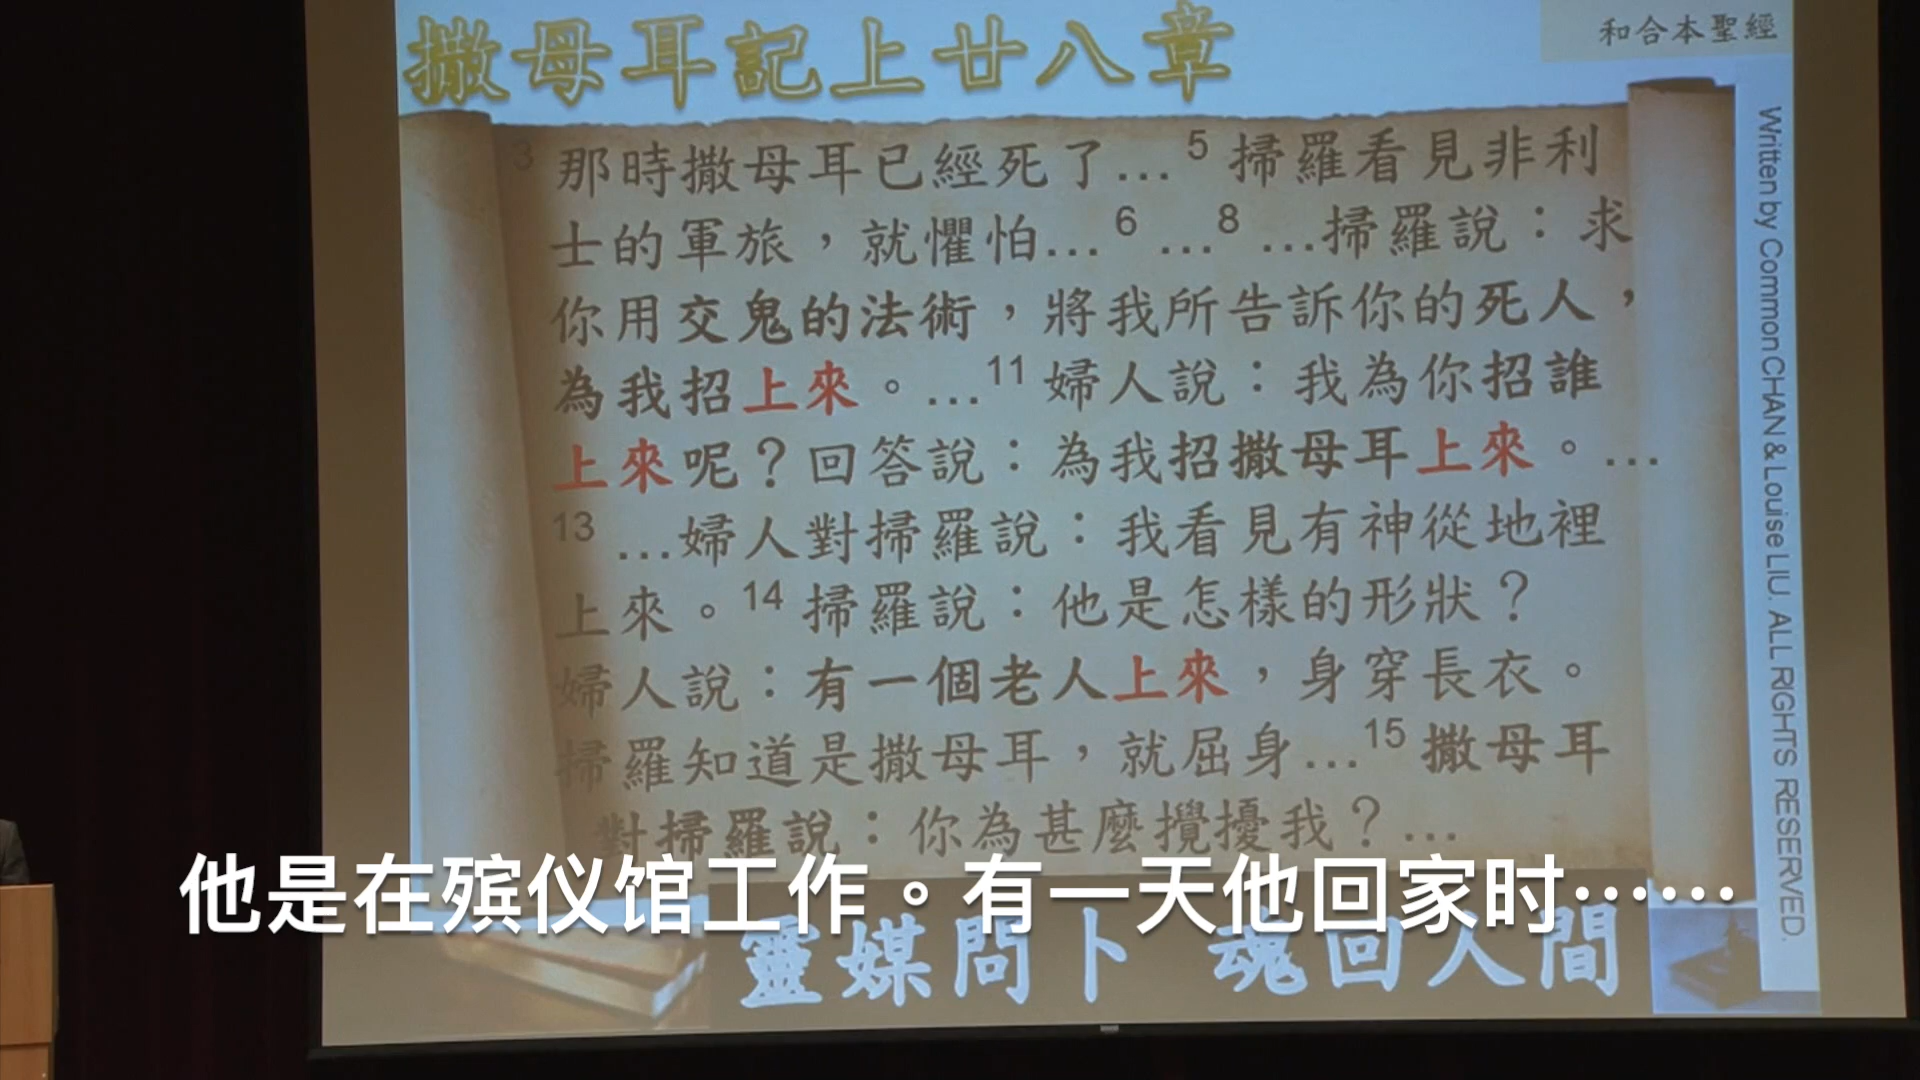 撒母耳記上廿八章
和合本聖經
3 那時撒母耳已經死了…5 掃羅看見非利
士的軍旅，就懼怕…6 …8 …掃羅說：求
你用交鬼的法術，將我所告訴你的死人，
為我招上來。…11 婦人說：我為你招誰
上來呢？回答說：為我招撒母耳上來。…
13 …婦人對掃羅說：我看見有神從地裡
上來。14 掃羅說：他是怎樣的形狀？
婦人說：有一個老人上來，身穿長衣。
掃羅知道是撒母耳，就屈身…15 撒母耳
對掃羅說：你為甚麼攪擾我？…
Written by Common CHAN & Louise LIU. ALL RIGHTS RESERVED.
他是在殡仪馆工作。有一天他回家时……
靈媒問卜 魂回人間